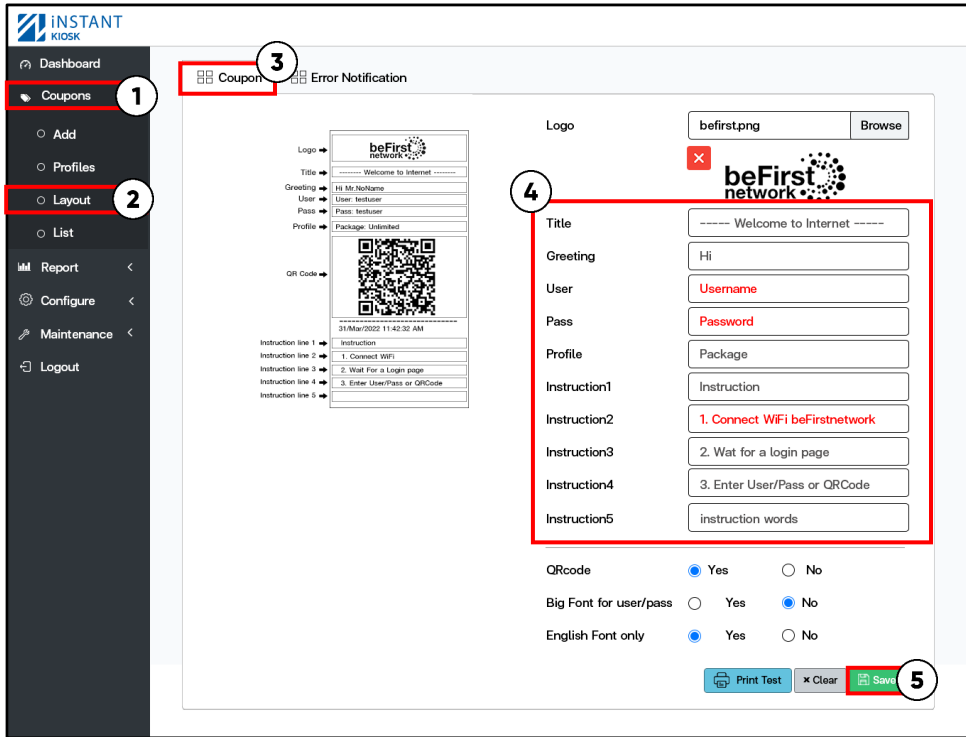 iNSTANT
KIOSK
Dashboard
Coupons
1
Add
Profiles
Layout
2
List
Report
Configure
Maintenance
Logout
3
Coupon
Error Notification
Logo
beFirst
network
Title
-------- Welcome to Internet --------
Greeting
Hi Mr.NoName
User
User: testuser
Pass
Pass: testuser
Profile
Package: Unlimited
QR Code
31/Mar/2022 11:42:32 AM
Instruction line 1
Instruction
Instruction line 2
1. Connect WiFi
Instruction line 3
2. Wait For a Login page
Instruction line 4
3. Enter User/Pass or QRCode
Instruction line 5
Logo
befirst.png
Browse
beFirst
network
4
Title
----- Welcome to Internet -----
Greeting
Hi
User
Username
Pass
Password
Profile
Package
Instruction1
Instruction
Instruction2
1. Connect WiFi beFirstnetwork
Instruction3
2. Wat for a login page
Instruction4
3. Enter User/Pass or QRCode
Instruction5
instruction words
QRcode
Yes
No
Big Font for user/pass
Yes
No
English Font only
Yes
No
Print Test
× Clear
Save
5